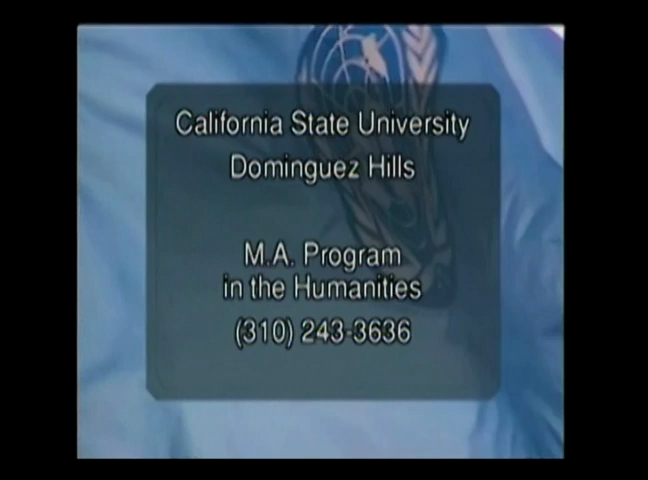 California State University
Dominguez Hills
M.A. Program
in the Humanities
(310) 243-3636